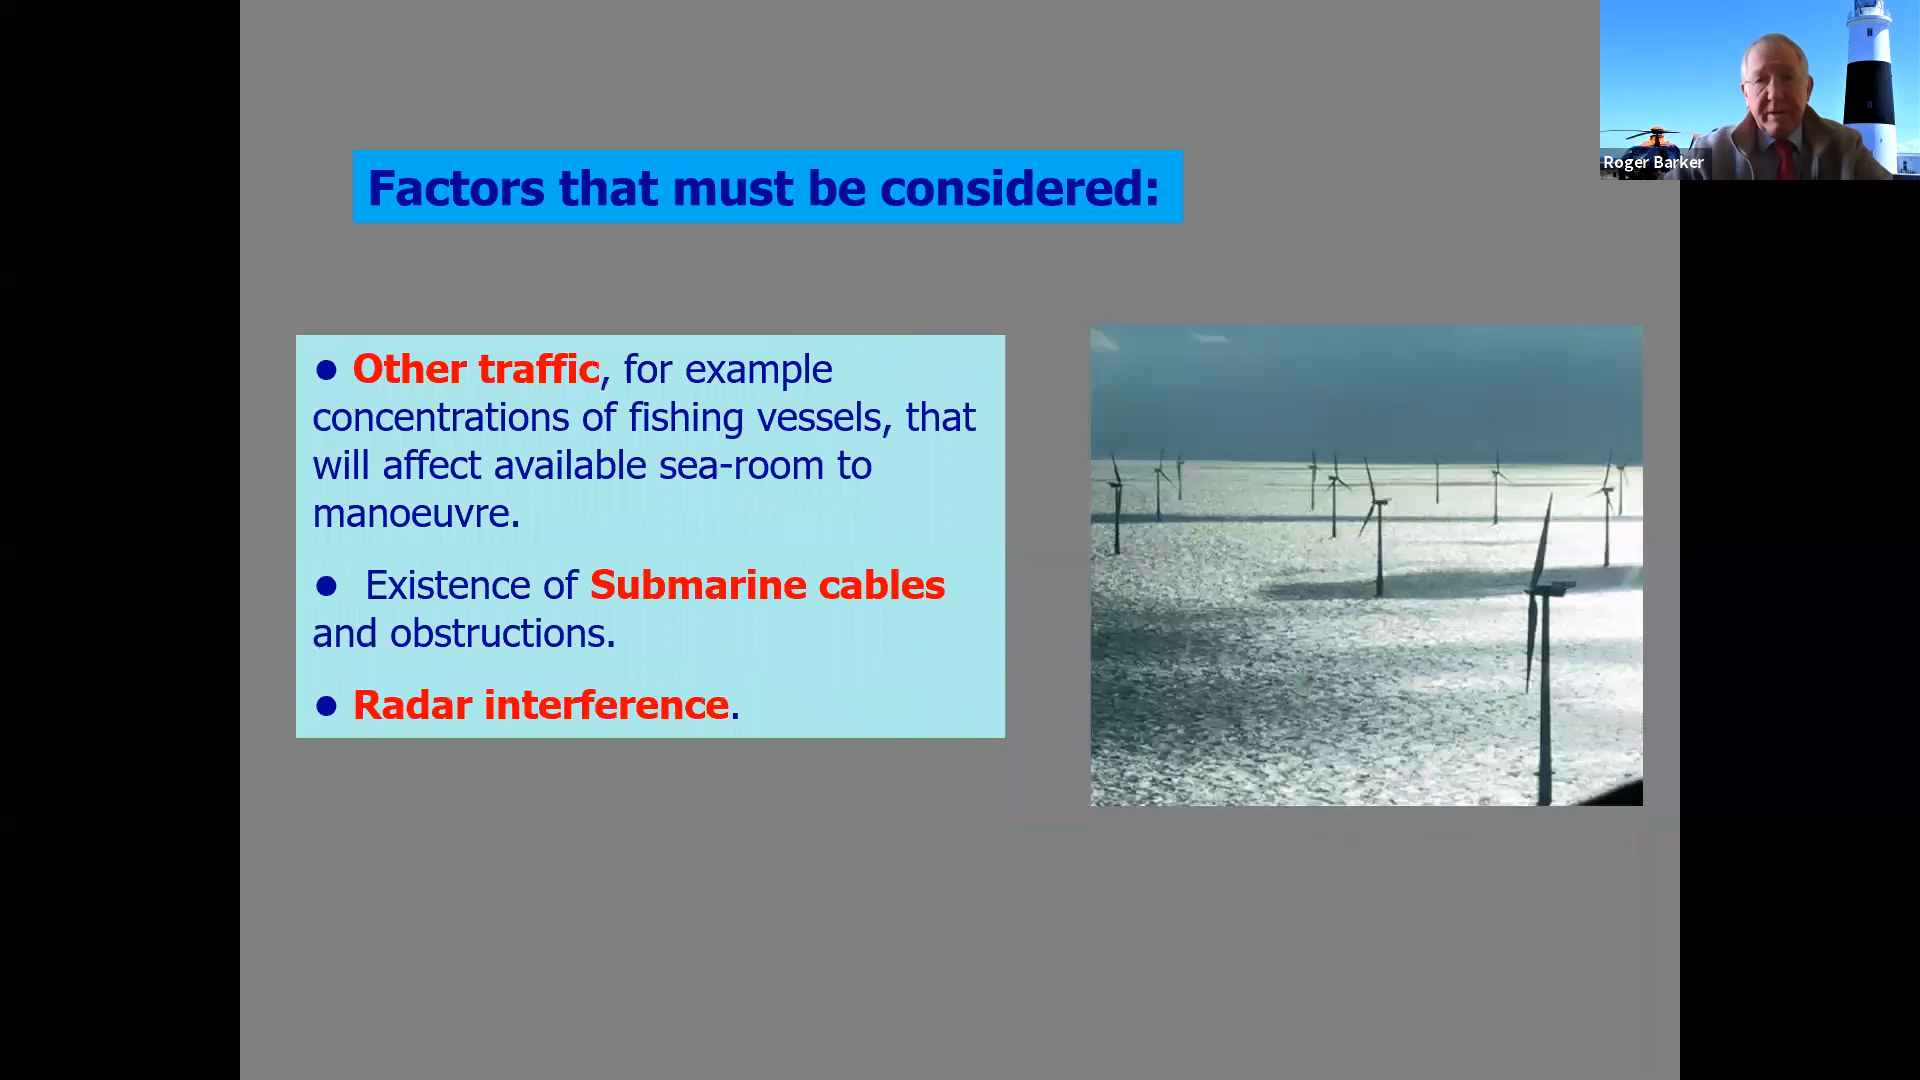 Roger Barker
Factors that must be considered:
● Other traffic, for example
concentrations of fishing vessels, that
will affect available sea-room to
manoeuvre.
● Existence of Submarine cables
and obstructions.
● Radar interference.